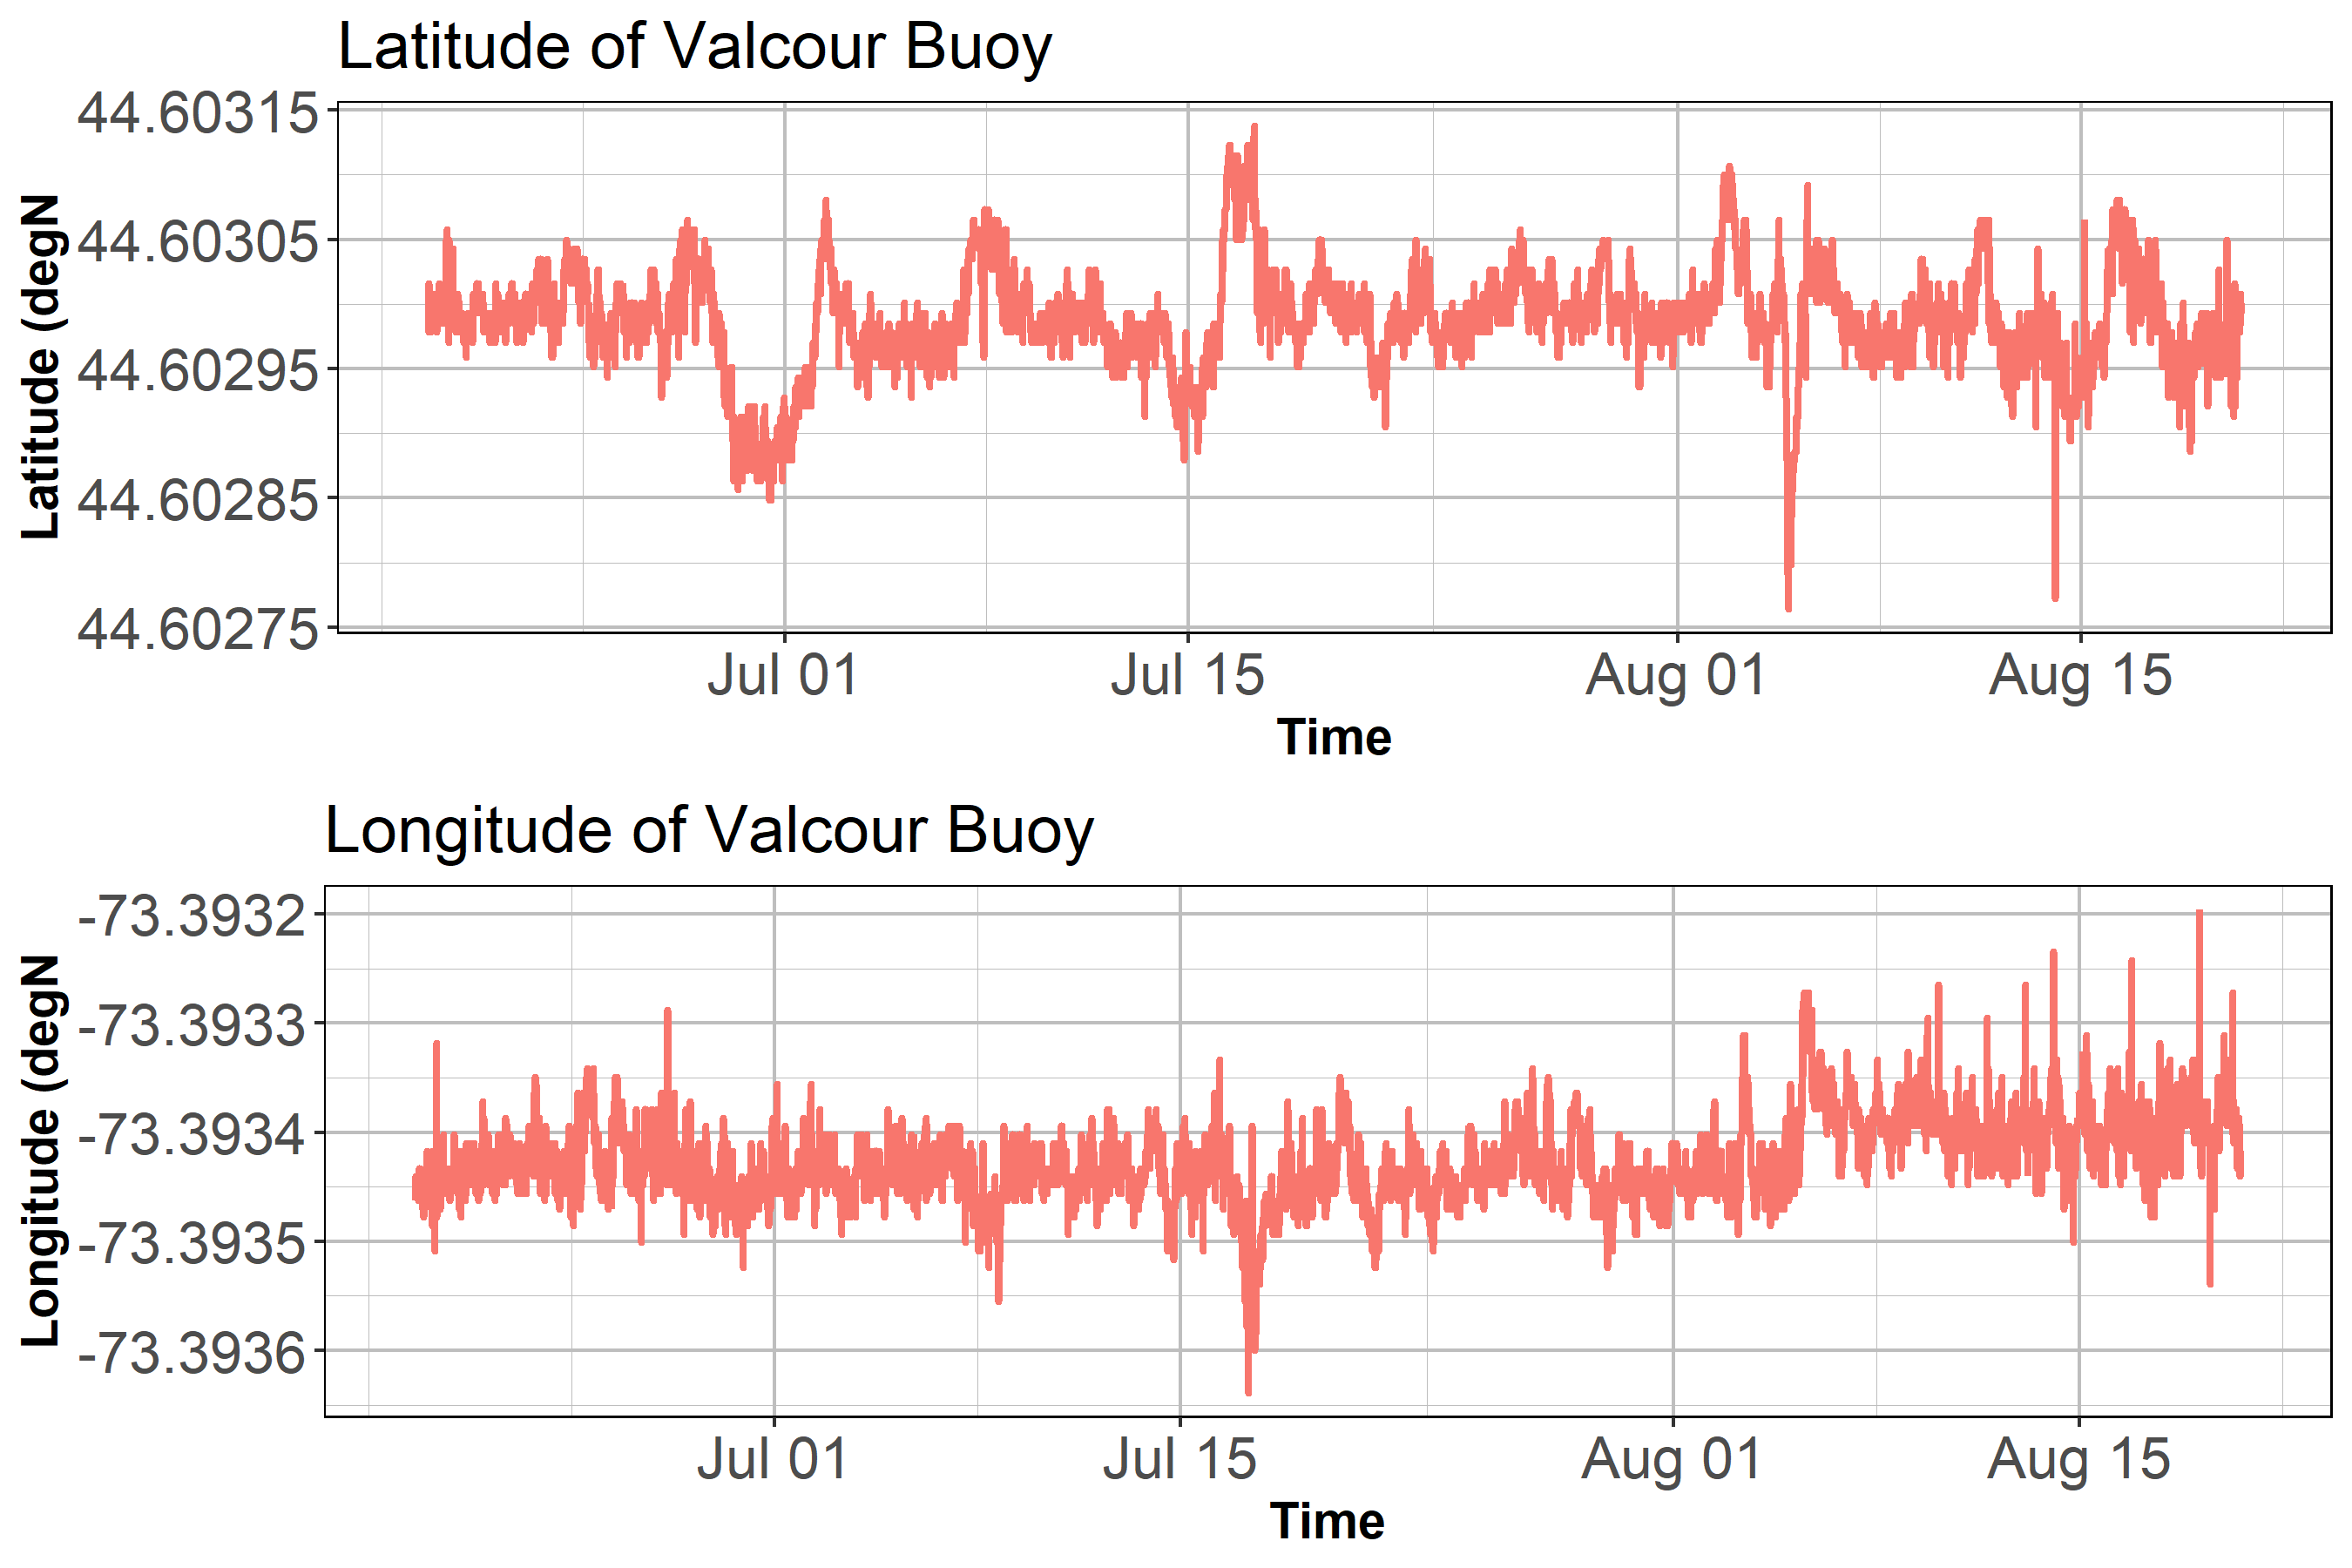 Latitude of Valcour Buoy
44.60315
44.60305
44.60295
44.60285
44.60275
Latitude (degN
Jul 01 Jul 15 Aug 01 Aug 15
Time
Longitude of Valcour Buoy
-73.3932
-73.3933
-73.3934
-73.3935
-73.3936
Longitude (degN
Jul 01 Jul 15 Aug 01 Aug 15
Time